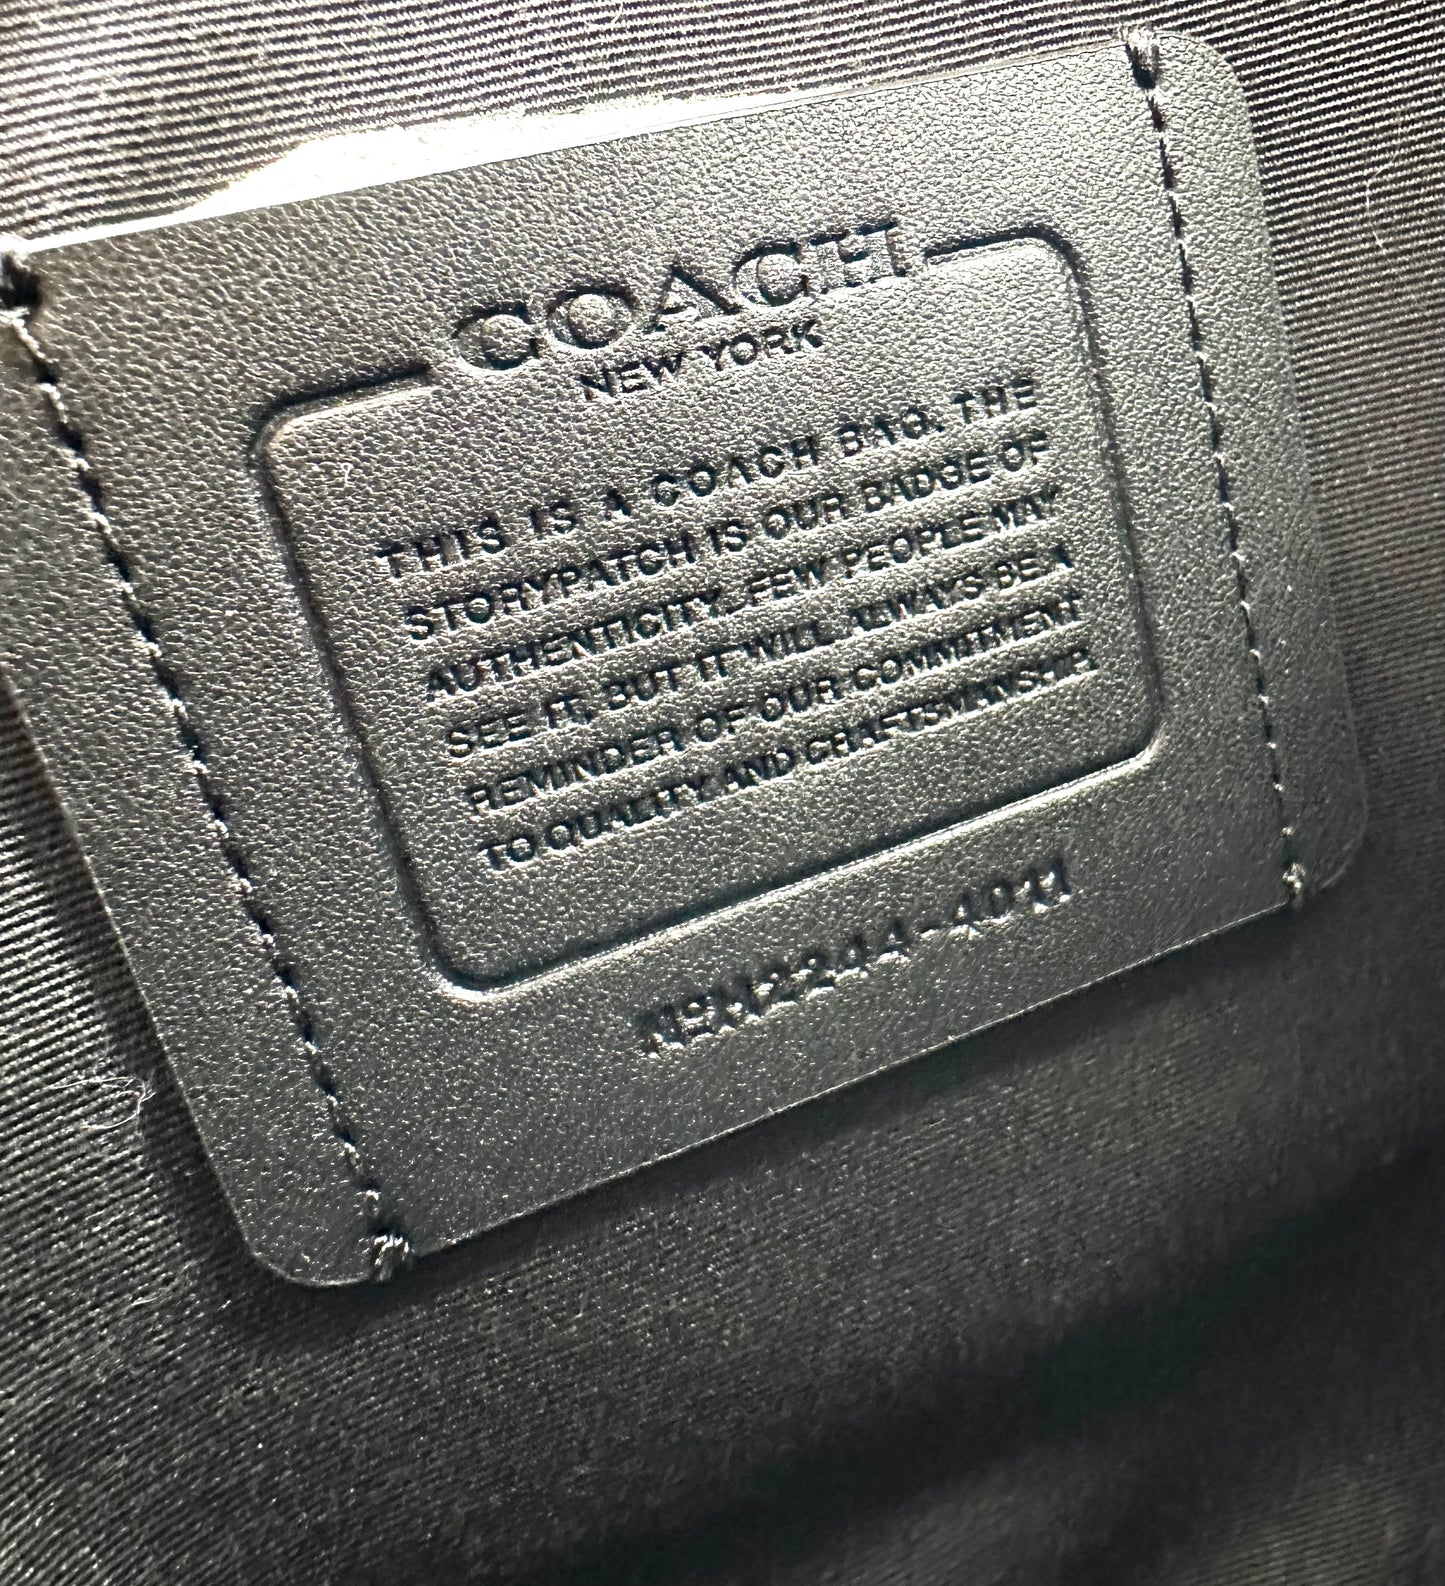 COACH
NEW YORK
THIS IS A COACH BAG. THE
STORYPATCH IS OUR BADGE OF
AUTHENTICITY. FEW PEOPLE MAY
SEE IT, BUT IT WILL ALWAYS BE A
REMINDER OF OUR COMMITMENT
TO QUALITY AND CRAFTSMANSHIP.